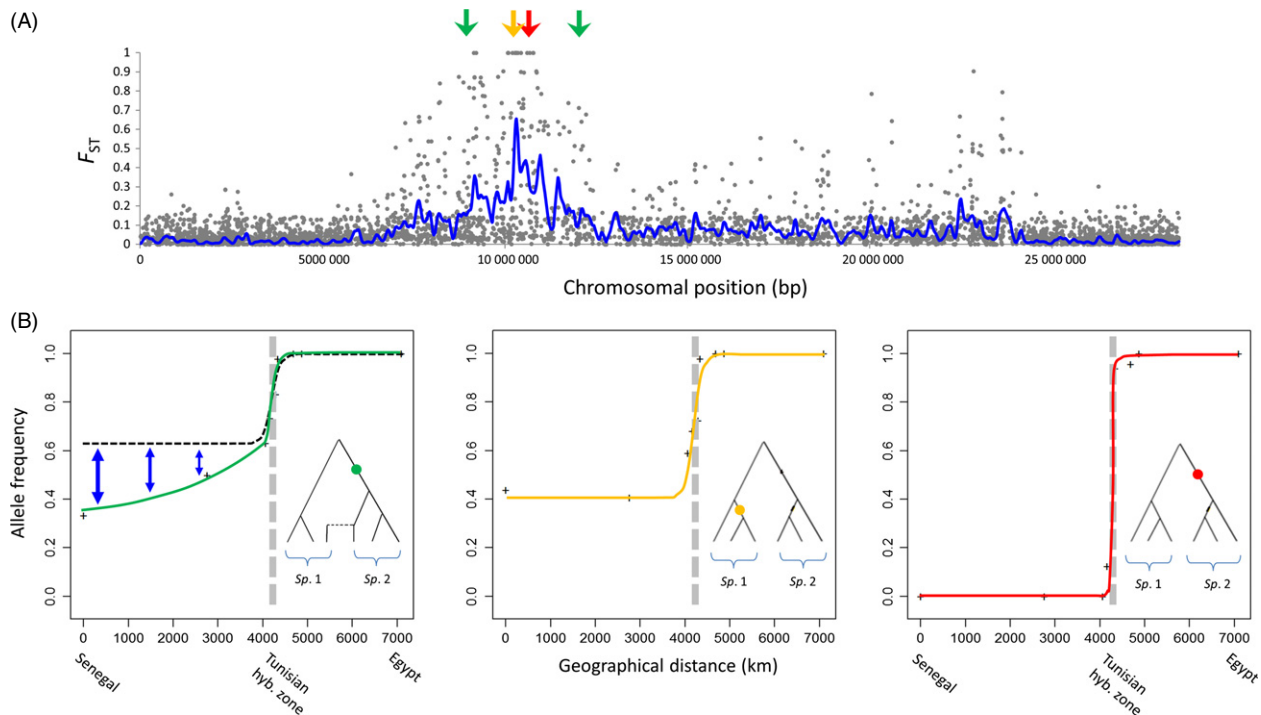 (A)
F_ST
1
0.9
0.8
0.7
0.6
0.5
0.4
0.3
0.2
0.1
0
0
5000 000
10 000 000
15 000 000
20 000 000
25 000 000
Chromosomal position (bp)
(B)
Allele frequency
1.0
0.8
0.6
0.4
0.2
0.0
Sp. 1
Sp. 2
0 1000 2000 3000 4000 5000 6000 7000
Senegal
Tunisian
hyb. zone
Egypt
1.0
0.8
0.6
0.4
0.2
0.0
Sp. 1
Sp. 2
0 1000 2000 3000 4000 5000 6000 7000
Geographical distance (km)
1.0
0.8
0.6
0.4
0.2
0.0
Sp. 1
Sp. 2
0 1000 2000 3000 4000 5000 6000 7000
Senegal
Tunisian
hyb. zone
Egypt